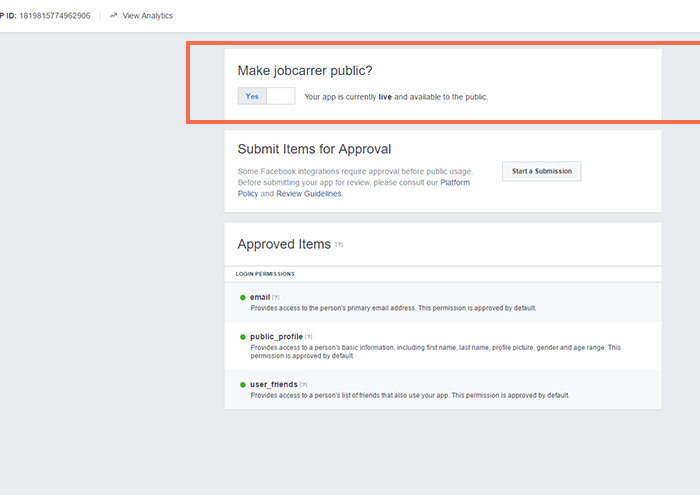 P ID: 1819815774962906 View Analytics
Make jobcarrer public?
Yes Your app is currently live and available to the public.
Submit Items for Approval
Some Facebook integrations require approval before public usage.
Before submitting your app for review, please consult our Platform
Policy and Review Guidelines.
Start a Submission
Approved Items [?]
LOGIN PERMISSIONS
email [?]
Provides access to the person's primary email address. This permission is approved by default.
public_profile [?]
Provides access to a person's basic information, including first name, last name, profile picture, gender and age range. This
permission is approved by default.
user_friends [?]
Provides access to a person's list of friends that also use your app. This permission is approved by default.